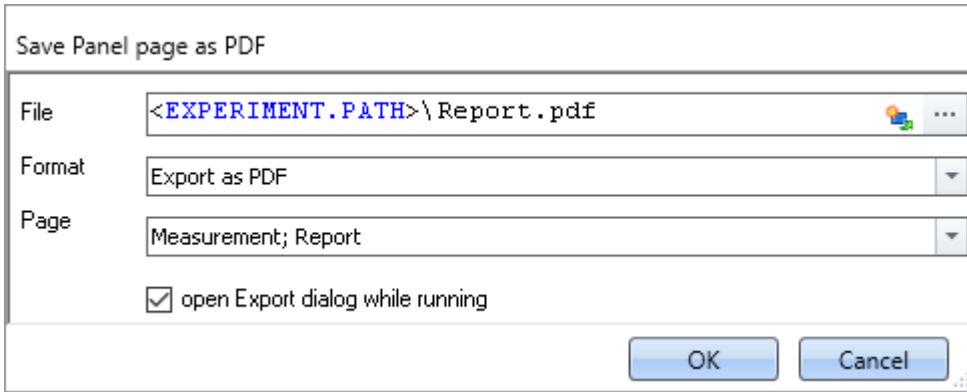 Save Panel page as PDF
File <EXPERIMENT.PATH>\Report.pdf ...
Format Export as PDF
Page Measurement; Report
open Export dialog while running
OK Cancel